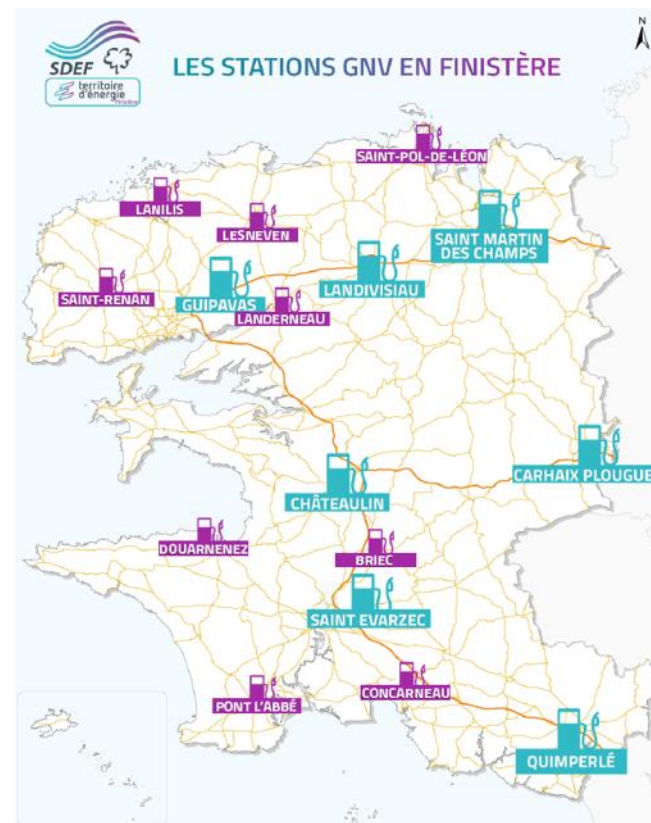 N
SDEF
territoire
d'énergie
Finistère
LES STATIONS GNV EN FINISTÈRE
SAINT-POL-DE-LÉON
LANILIS
LESNEVEN
SAINT MARTIN
DES CHAMPS
SAINT-RENAN
GUIPAVAS
LANDIVISIAU
LANDERNEAU
CARHAIX PLOUGUE
CHÂTEAULIN
DOUARNENEZ
BRIEC
SAINT EVARZEC
PONT L'ABBÉ
CONCARNEAU
QUIMPERLÉ